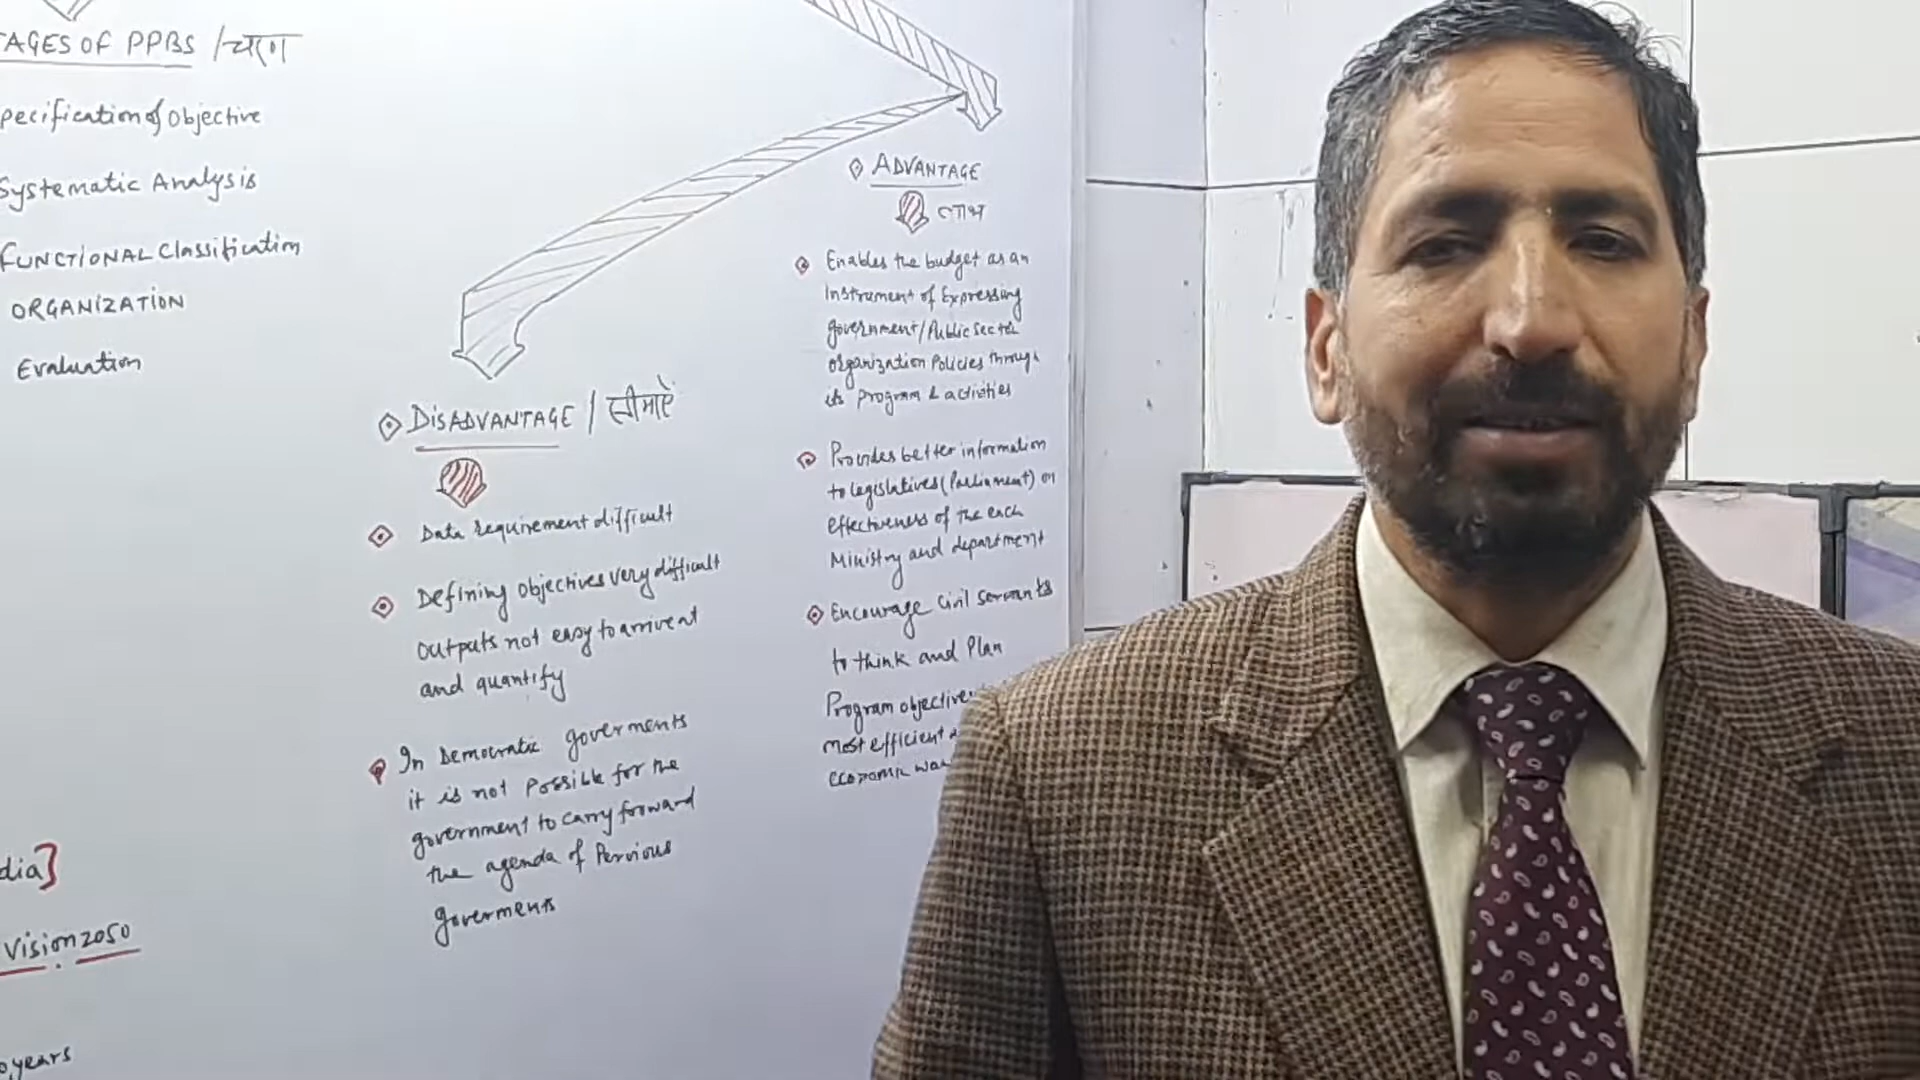 TAGES OF PPBS / चरण
pecification of Objective
Systematic Analysis
FUNCTIONAL Classification
ORGANIZATION
Evaluation
dia]
Vision 2050
years
DISADVANTAGE / सीमाऐं
Data requirement difficult
Defining objectives very difficult
outputs not easy to arrive at
and quantify
In Democratic goverments
it is not possible for the
government to carry forward
the agenda of Pervious
goverments
ADVANTAGE
लाभ
Enables the budget as an
Instrument of Expressing
government/Public Sector
organization Policies through
its program & activities
Provides better information
to legislatives (Parliament) on
effectiveness of the each
Ministry and department
Encourage Civil Servants
to think and Plan
Program objective
most efficient a
economic way